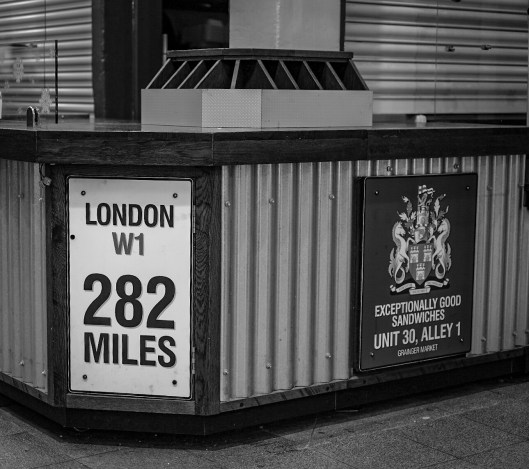 LONDON
W1
282
MILES
EXCEPTIONALLY GOOD
SANDWICHES
UNIT 30, ALLEY 1
GRAINGER MARKET